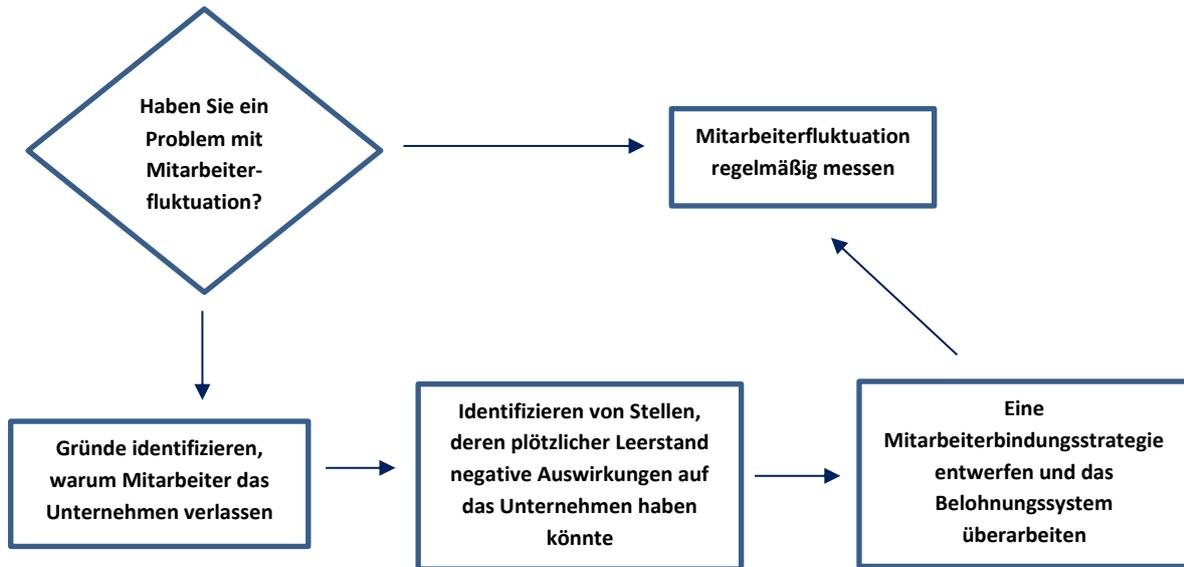 Haben Sie ein
Problem mit
Mitarbeiter-
fluktuation?
Mitarbeiterfluktuation
regelmäßig messen
Gründe identifizieren,
warum Mitarbeiter das
Unternehmen verlassen
Identifizieren von Stellen,
deren plötzlicher Leerstand
negative Auswirkungen auf
das Unternehmen haben
könnte
Eine
Mitarbeiterbindungsstrategie
entwerfen und das
Belohnungssystem
überarbeiten